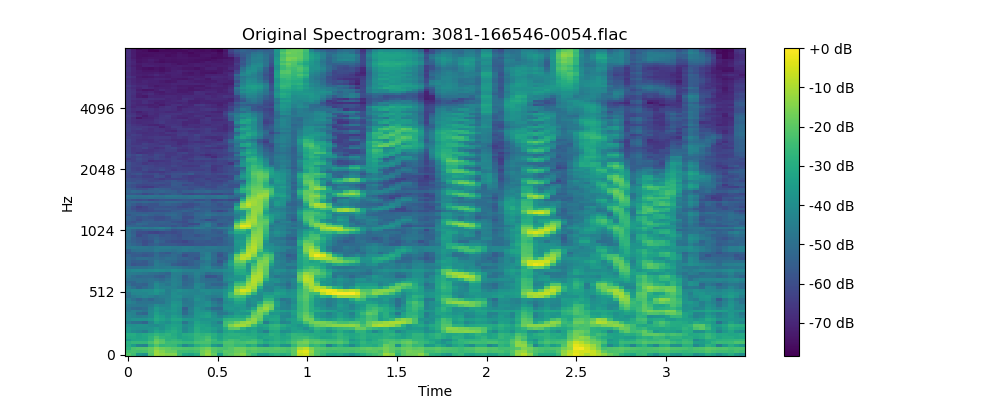 Original Spectrogram: 3081-166546-0054.flac
Hz
4096
2048
1024
512
0
0 0.5 1 1.5 2 2.5 3
Time
+0 dB
-10 dB
-20 dB
-30 dB
-40 dB
-50 dB
-60 dB
-70 dB